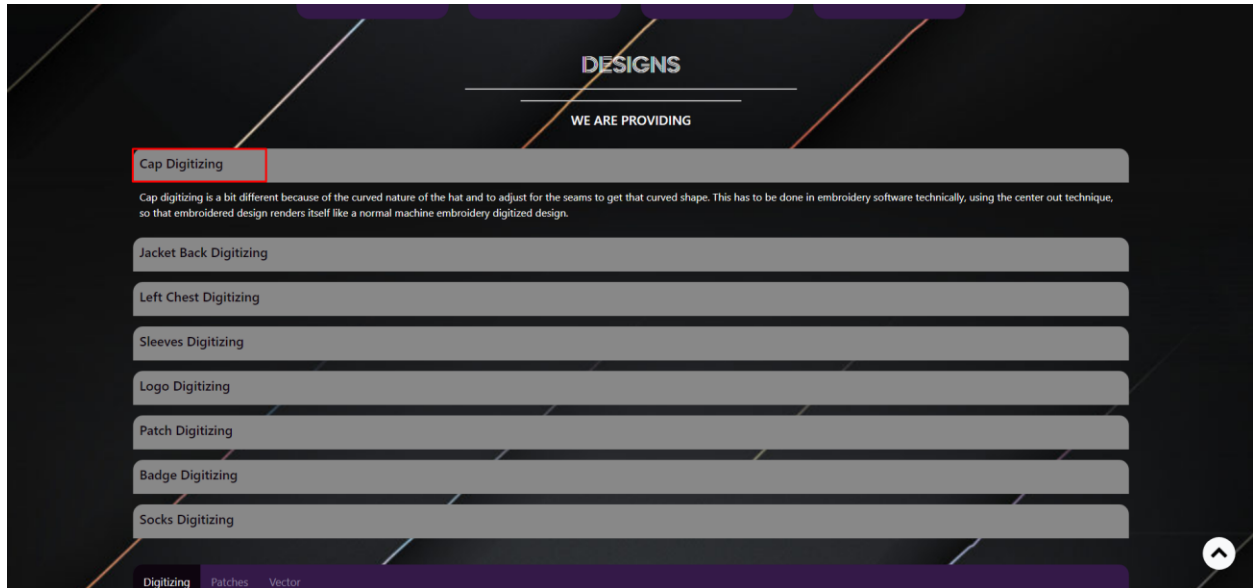 DESIGNS
WE ARE PROVIDING
Cap Digitizing
Cap digitizing is a bit different because of the curved nature of the hat and to adjust for the seams to get that curved shape. This has to be done in embroidery software technically, using the center out technique,
so that embroidered design renders itself like a normal machine embroidery digitized design.
Jacket Back Digitizing
Left Chest Digitizing
Sleeves Digitizing
Logo Digitizing
Patch Digitizing
Badge Digitizing
Socks Digitizing
Digitizing Patches Vector